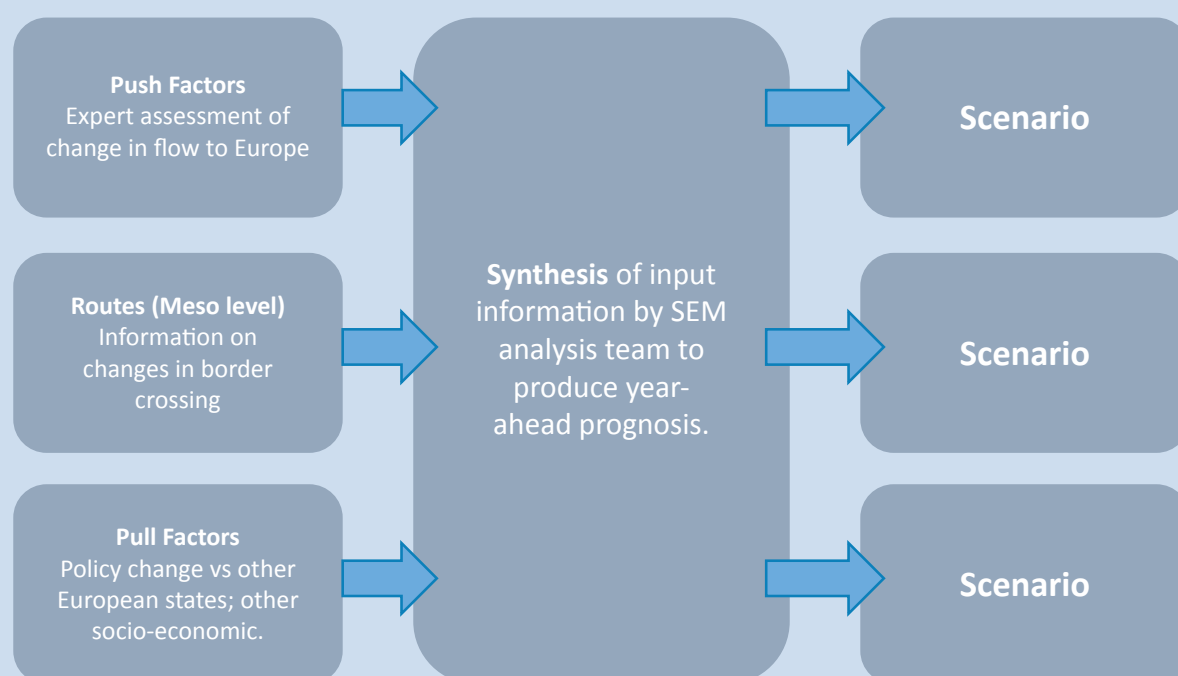 Push Factors
Expert assessment of
change in flow to Europe
Routes (Meso level)
Information on
changes in border
crossing
Pull Factors
Policy change vs other
European states; other
socio-economic.
Synthesis of input
information by SEM
analysis team to
produce year-
ahead prognosis.
Scenario
Scenario
Scenario